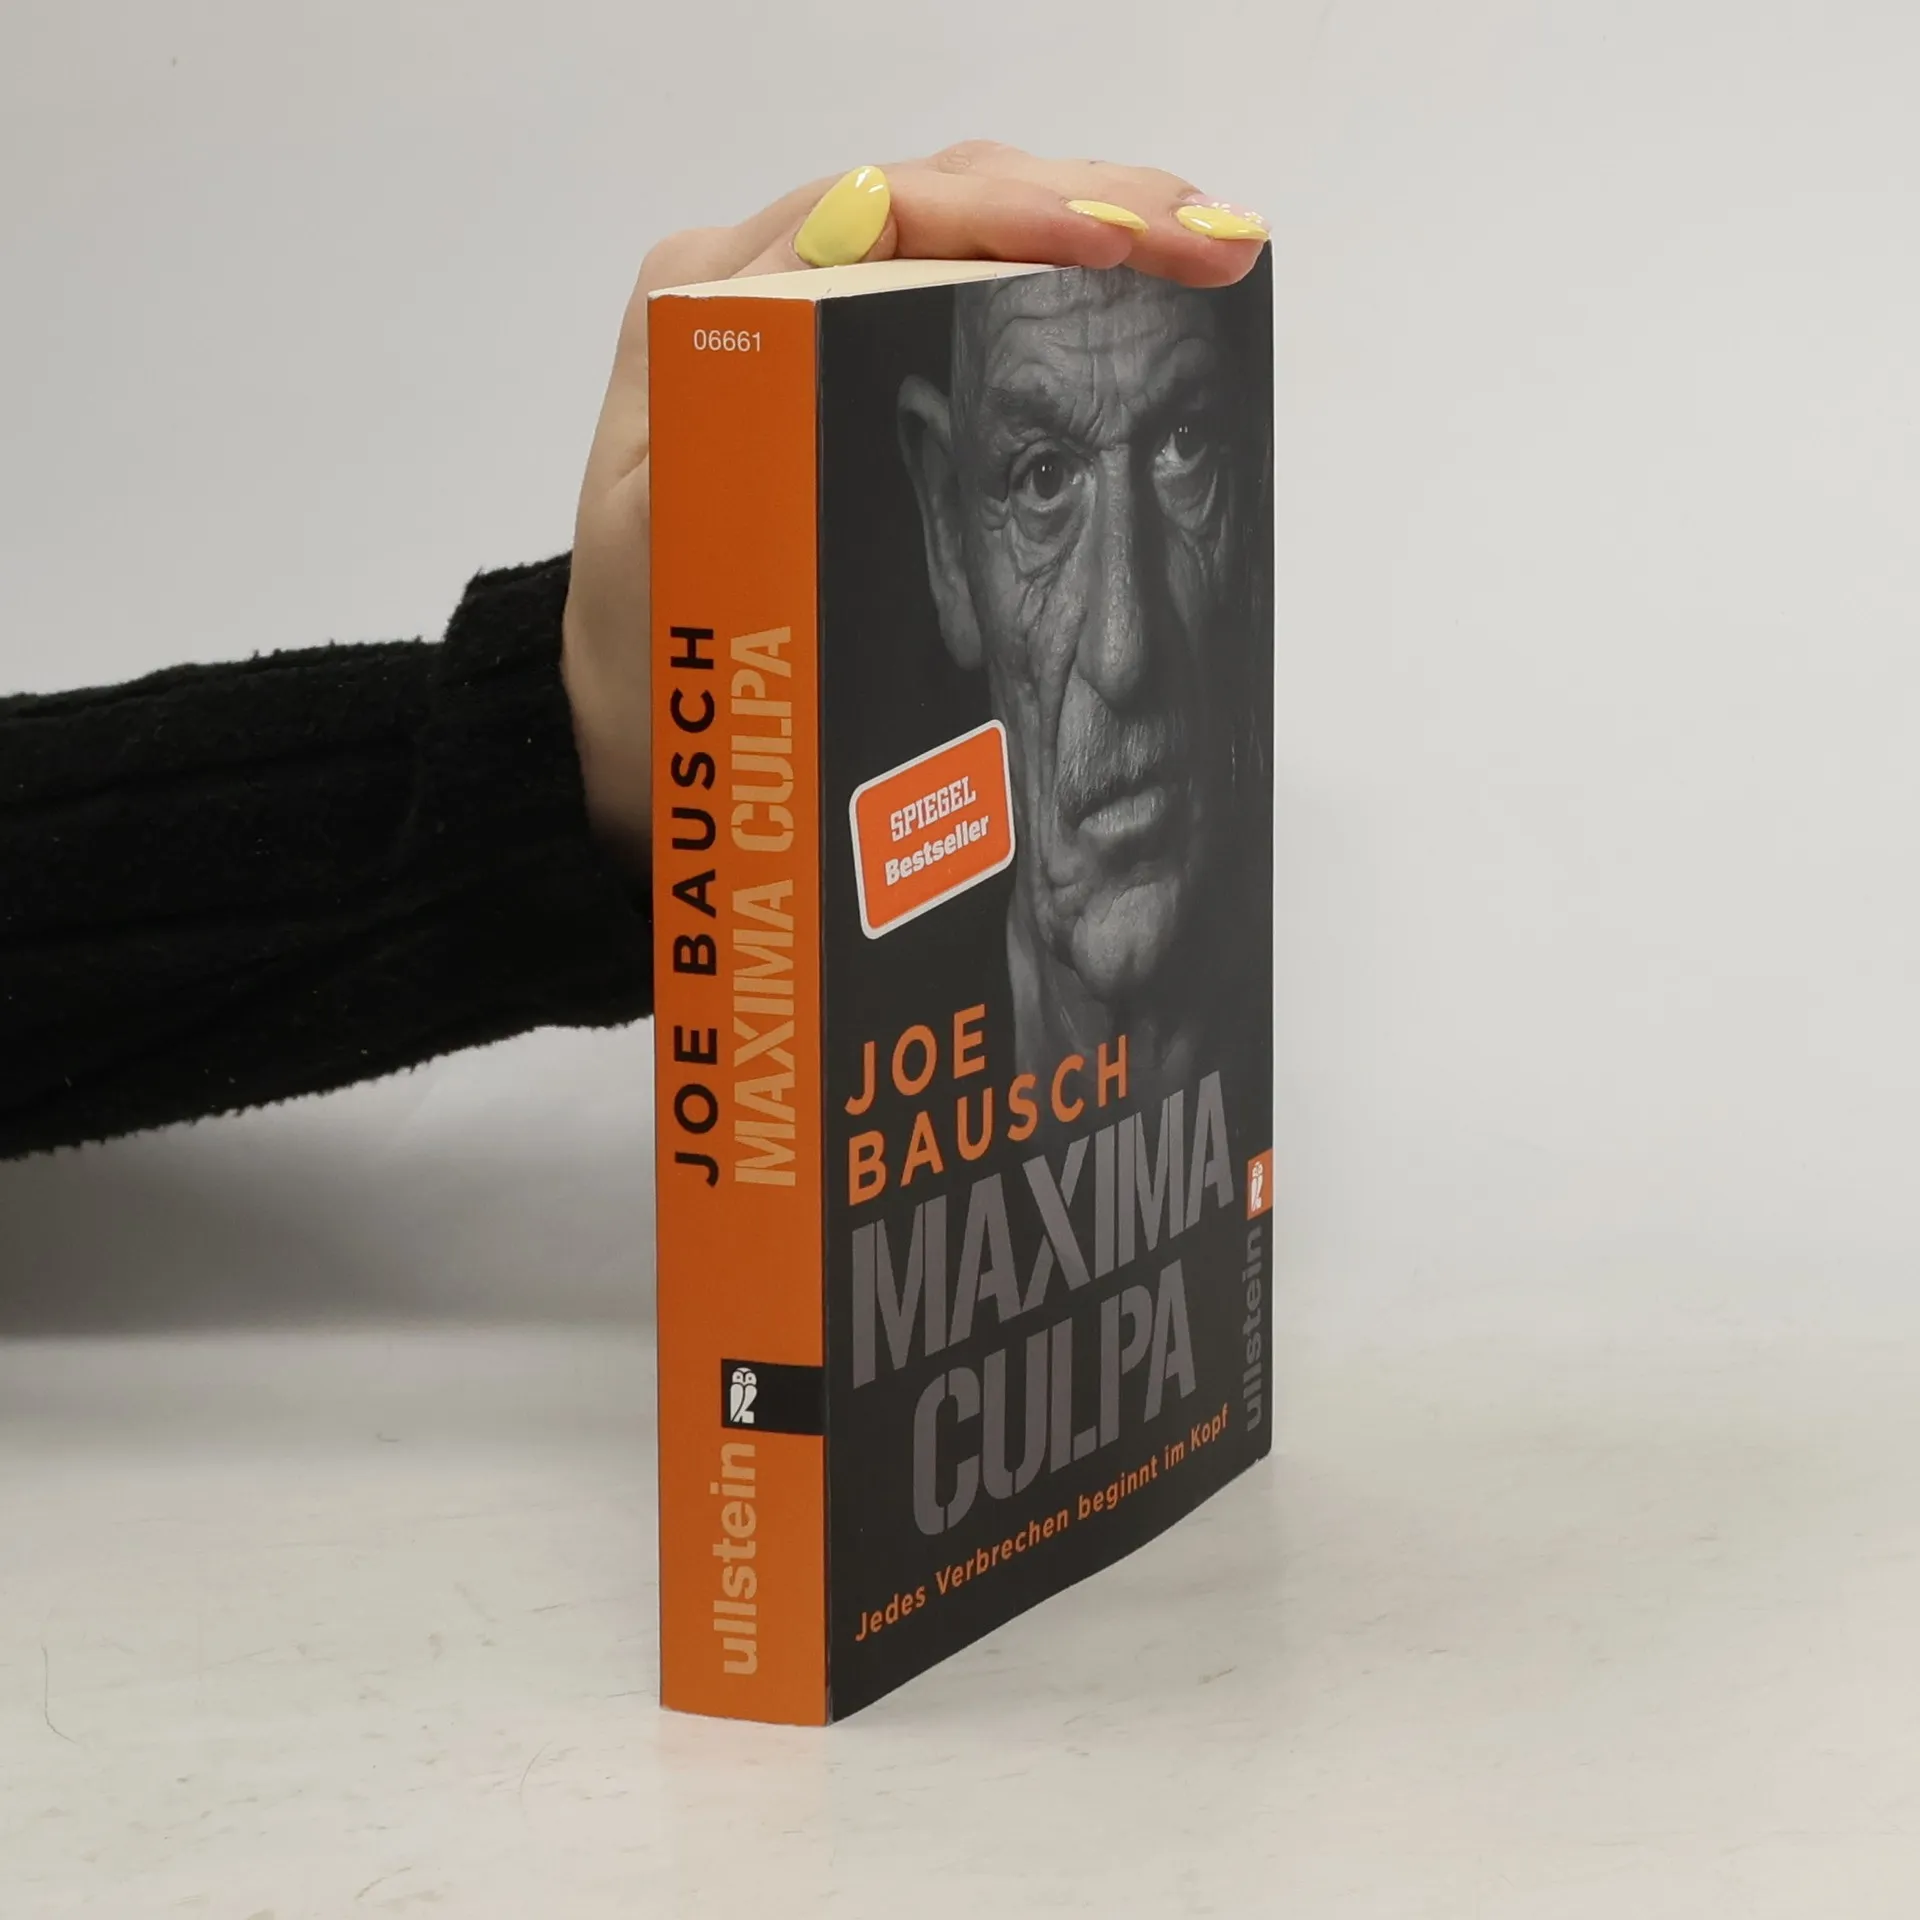 06661
JOE BAUSCH
MAXIMA CULPA
ullstein
SPIEGEL
Bestseller
JOE
BAUSCH
MAXIMA
CULPA
Jedes Verbrechen beginnt im Kopf
ullstein